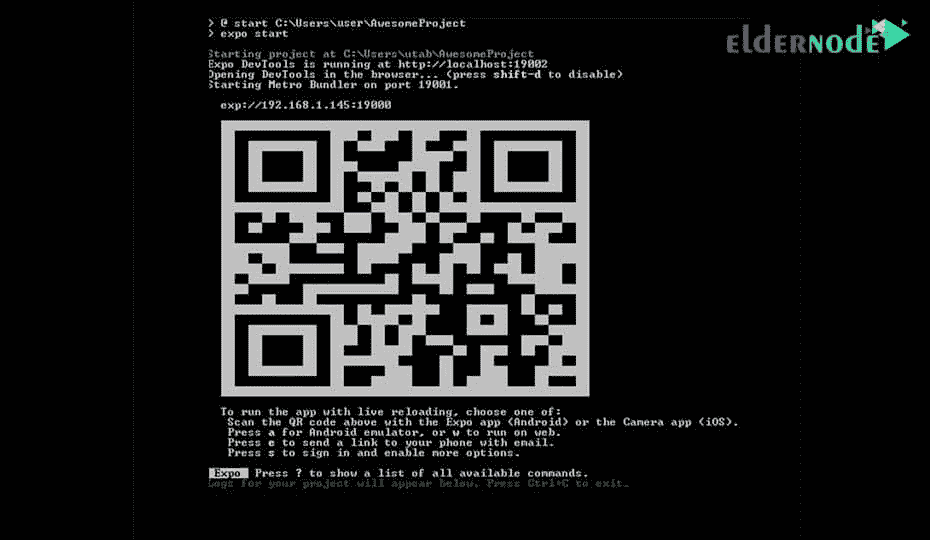 > @ start C:\Users\user\AwesomeProject
> expo start
Starting project at C:\Users\utab\AwesomeProject
Expo DevTools is running at http://localhost:19002
Opening DevTools in the browser... (press shift-d to disable)
Starting Metro Bundler on port 19001.
exp://192.168.1.145:19000
To run the app with live reloading, choose one of:
Scan the QR code above with the Expo app (Android) or the Camera app (iOS).
Press a for Android emulator, or w to run on web.
Press e to send a link to your phone with email.
Press s to sign in and enable more options.
Expo Press ? to show a list of all available commands.
Logs for your project will appear below. Press Ctrl+C to exit.
ELDERNODE